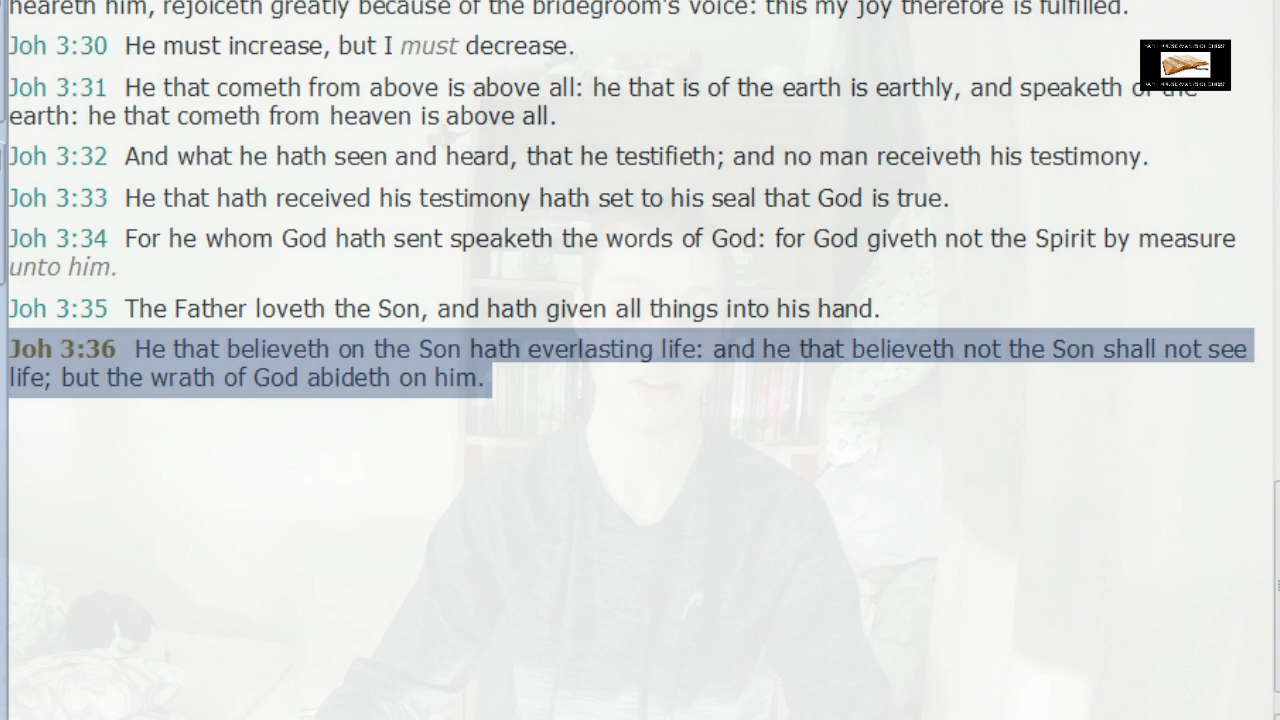 heareth him, rejoiceth greatly because of the bridegroom's voice: this my joy therefore is fulfilled.
Joh 3:30 He must increase, but I must decrease.
Joh 3:31 He that cometh from above is above all: he that is of the earth is earthly, and speaketh of the
earth: he that cometh from heaven is above all.
Joh 3:32 And what he hath seen and heard, that he testifieth; and no man receiveth his testimony.
Joh 3:33 He that hath received his testimony hath set to his seal that God is true.
Joh 3:34 For he whom God hath sent speaketh the words of God: for God giveth not the Spirit by measure
unto him.
Joh 3:35 The Father loveth the Son, and hath given all things into his hand.
Joh 3:36 He that believeth on the Son hath everlasting life: and he that believeth not the Son shall not see
life; but the wrath of God abideth on him.